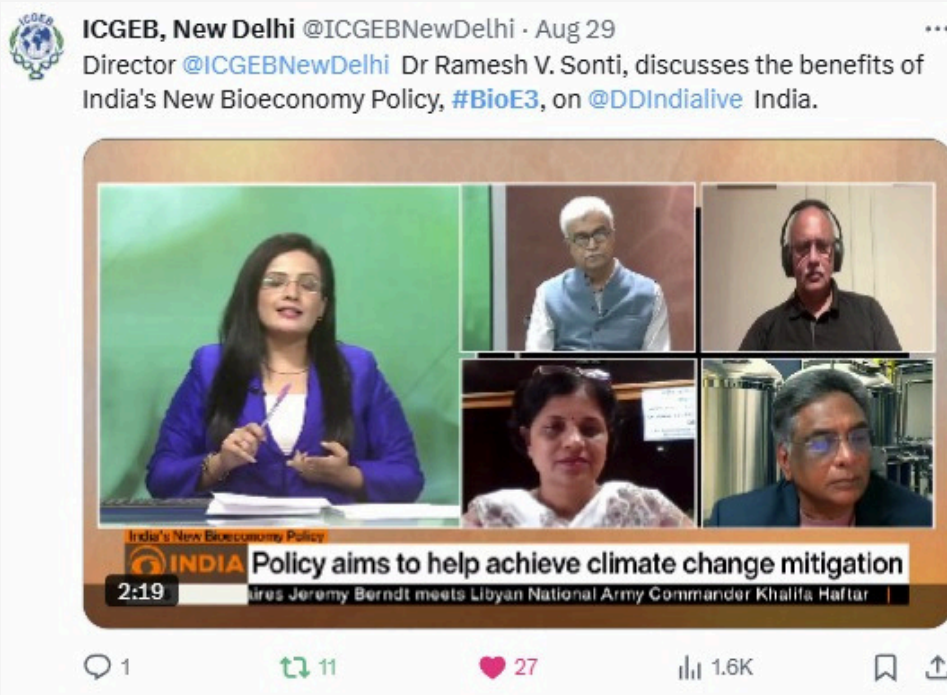 ICGEB, New Delhi @ICGEBNewDelhi · Aug 29
Director @ICGEBNewDelhi Dr Ramesh V. Sonti, discusses the benefits of
India's New Bioeconomy Policy, #BioE3, on @DDIndialive India.
India's New Bioeconomy Policy
INDIA Policy aims to help achieve climate change mitigation
2:19
ires Jeremy Berndt meets Libyan National Army Commander Khalifa Haftar
1 11 27 1.6K